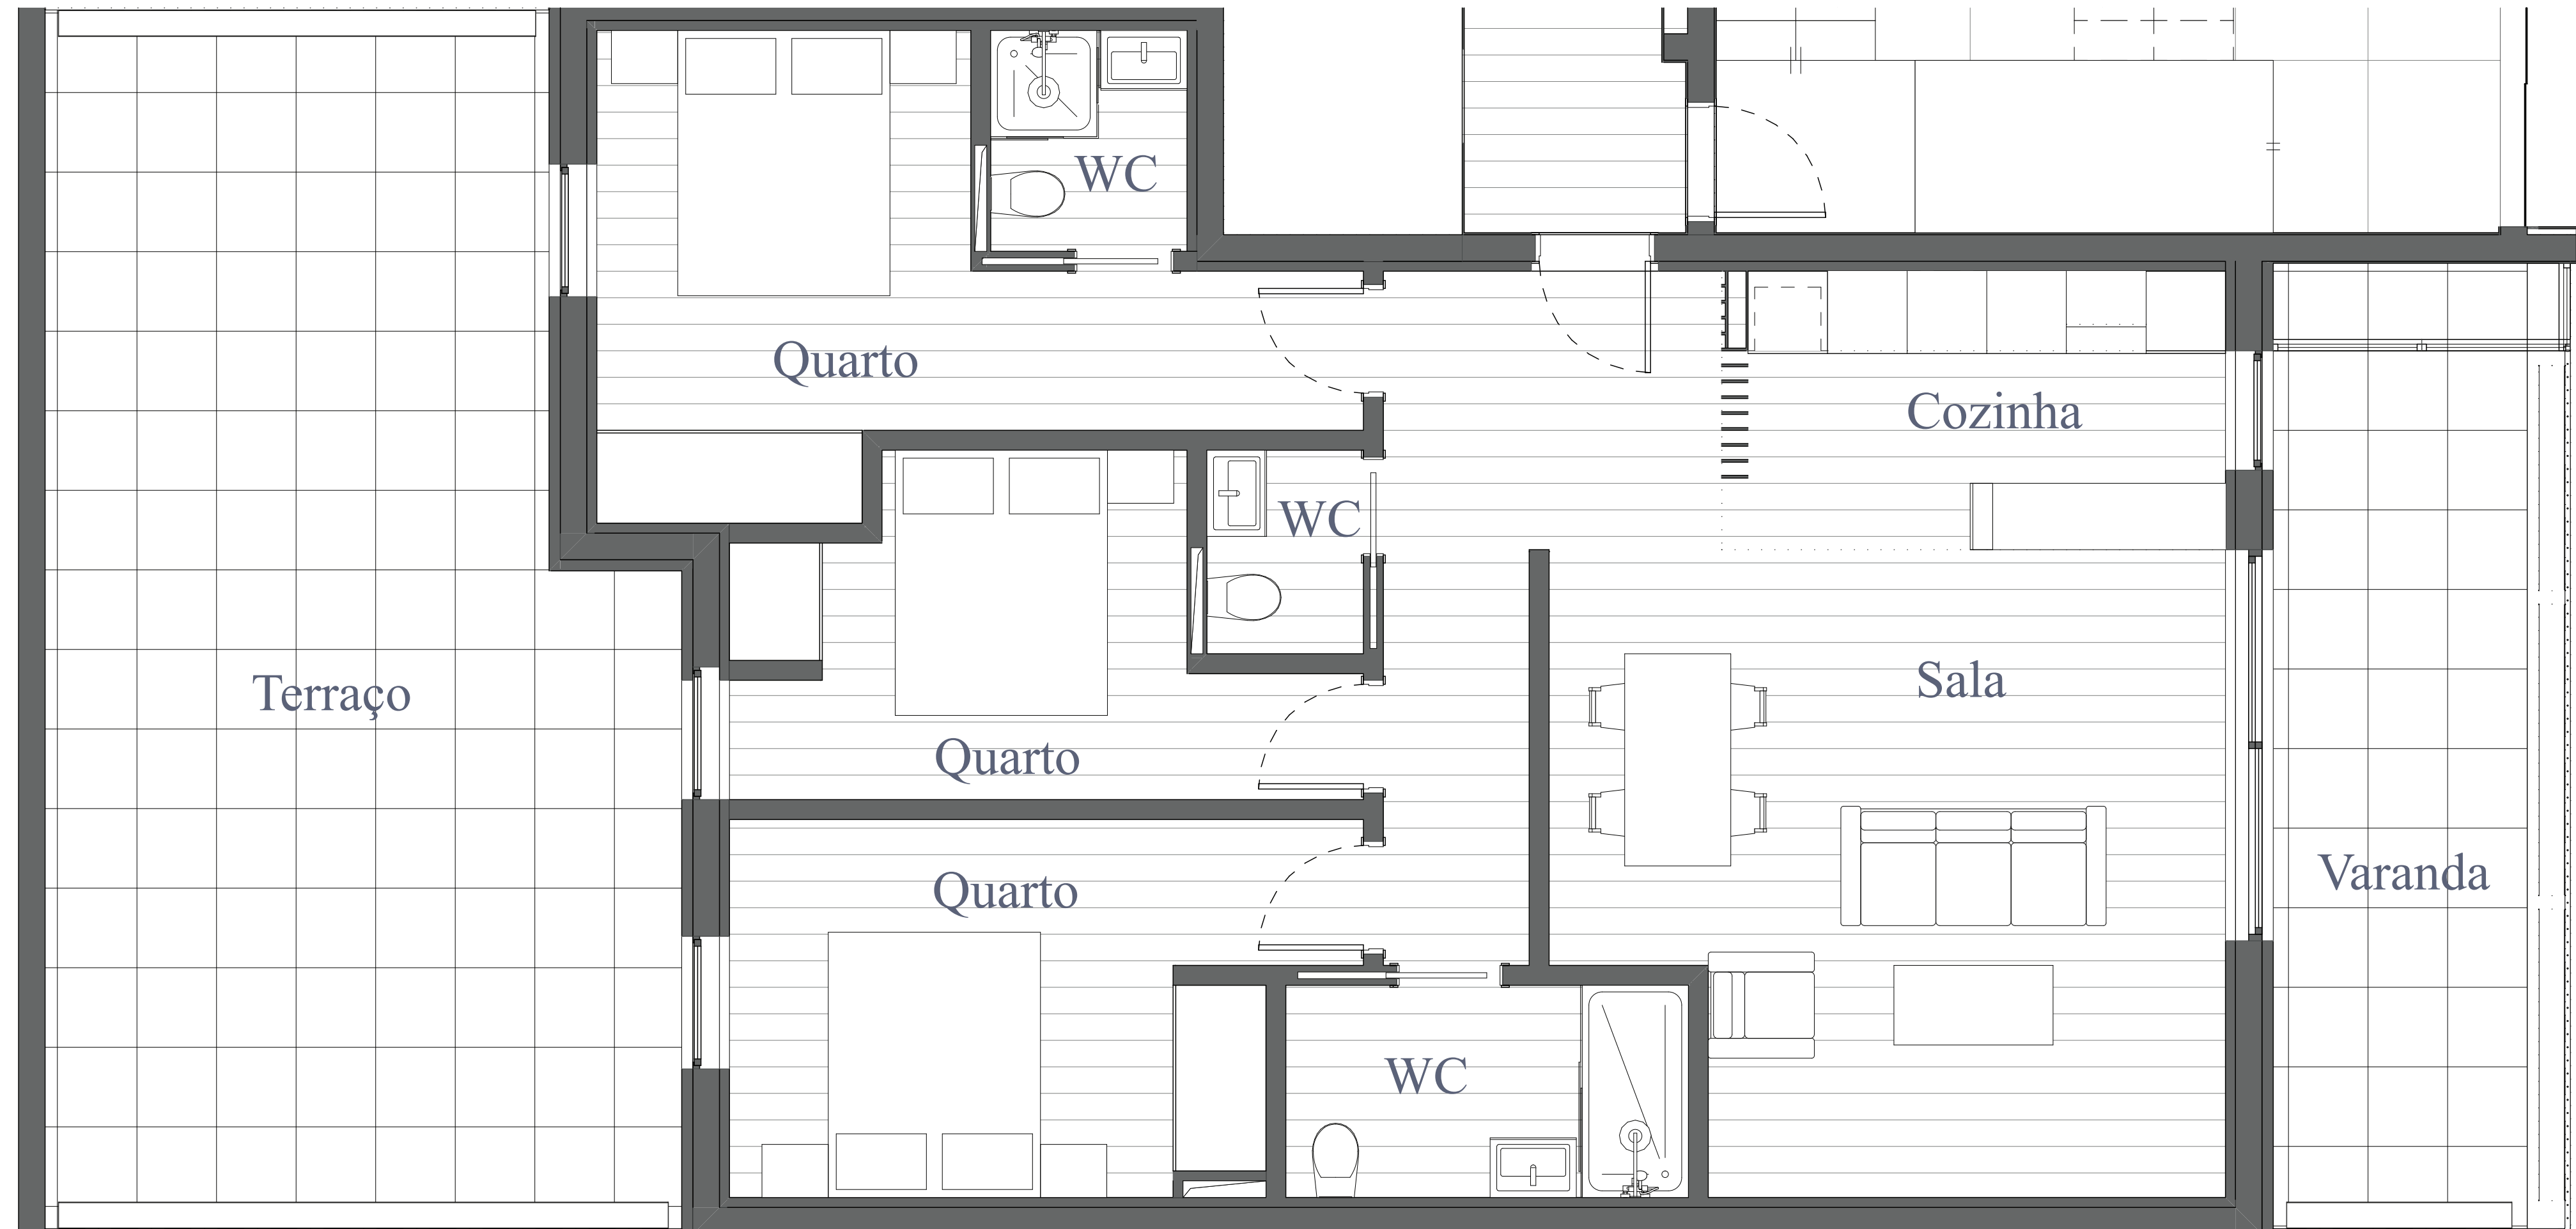 WC
Quarto
Cozinha
WC
Terraço
Sala
Quarto
Quarto
Varanda
WC